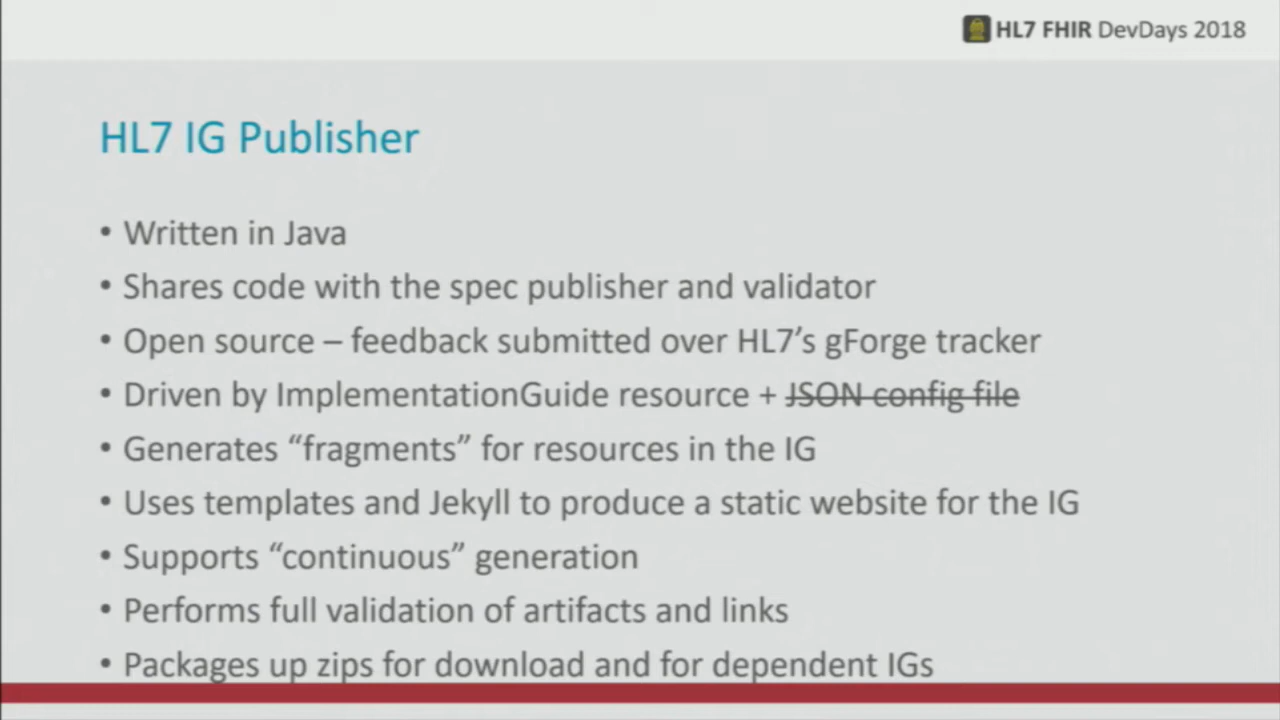 HL7 FHIR DevDays 2018
HL7 IG Publisher
• Written in Java
• Shares code with the spec publisher and validator
• Open source – feedback submitted over HL7’s gForge tracker
• Driven by ImplementationGuide resource + JSON config file
• Generates “fragments” for resources in the IG
• Uses templates and Jekyll to produce a static website for the IG
• Supports “continuous” generation
• Performs full validation of artifacts and links
• Packages up zips for download and for dependent IGs